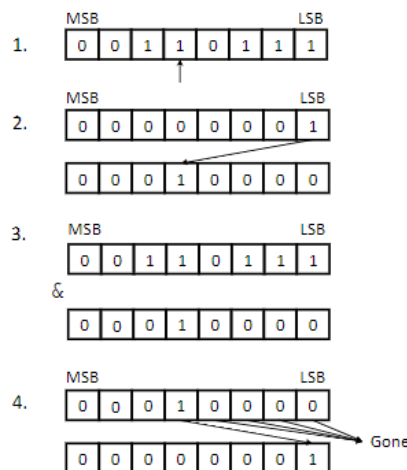 MSB LSB
1. 0 0 1 1 0 1 1 1
MSB LSB
2. 0 0 0 0 0 0 0 1
0 0 0 1 0 0 0 0
3. MSB LSB
0 0 1 1 0 1 1 1
&
0 0 0 1 0 0 0 0
MSB LSB
4. 0 0 0 1 0 0 0 0
Gone
0 0 0 0 0 0 0 1